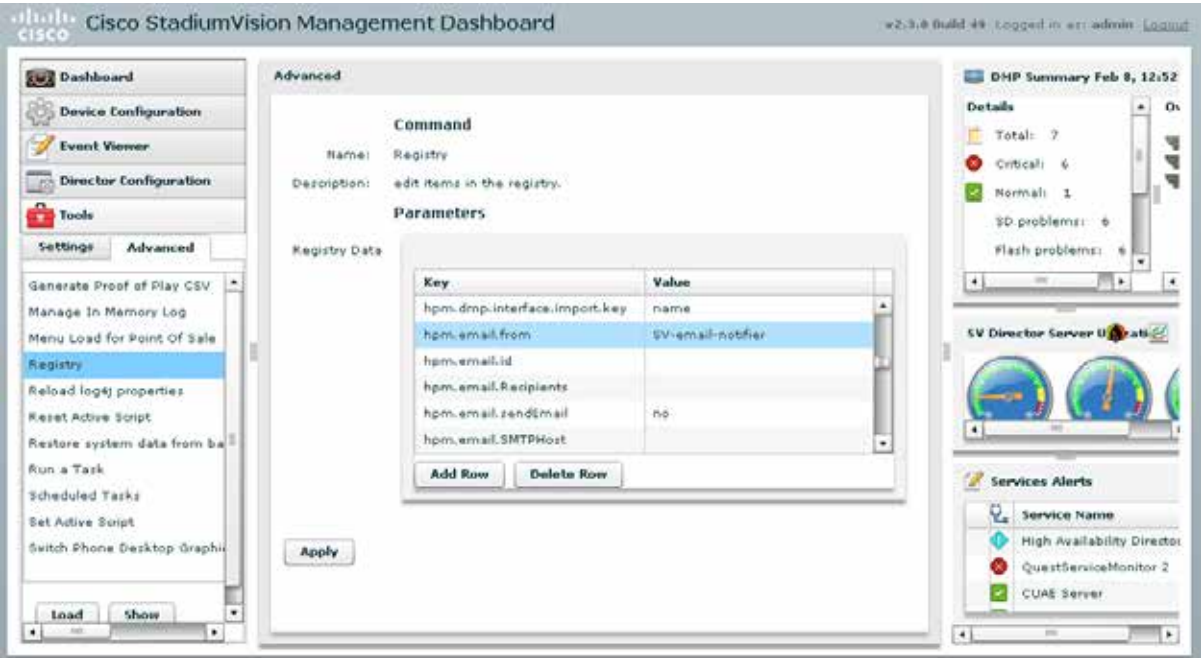 CISCO
Cisco StadiumVision Management Dashboard
v2.3.0 Build 49 Logged in as: admin Logout
Dashboard
Device Configuration
Event Viewer
Director Configuration
Tools
Settings
Advanced
Generate Proof of Play CSV
Manage In Memory Log
Menu Load for Point Of Sale
Registry
Reload log4j properties
Reset Active Script
Restore system data from ba
Run a Task
Scheduled Tasks
Set Active Script
Switch Phone Desktop Graphi
Load
Show
Advanced
Command
Name: Registry
Description: edit items in the registry.
Parameters
Registry Data
Key Value
hpm.dmp.interface.import.key name
hpm.email.from SV-email-notifier
hpm.email.id
hpm.email.Recipients
hpm.email.sendEmail no
hpm.email.SMTPHost
Add Row
Delete Row
Apply
DMP Summary Feb 8, 12:52
Details
Ov
Total: 7
Critical: 6
Normal: 1
SD problems: 6
Flash problems: 6
SV Director Server U
Services Alerts
Service Name
High Availability Director
QuestServiceMonitor 2
CUAE Server